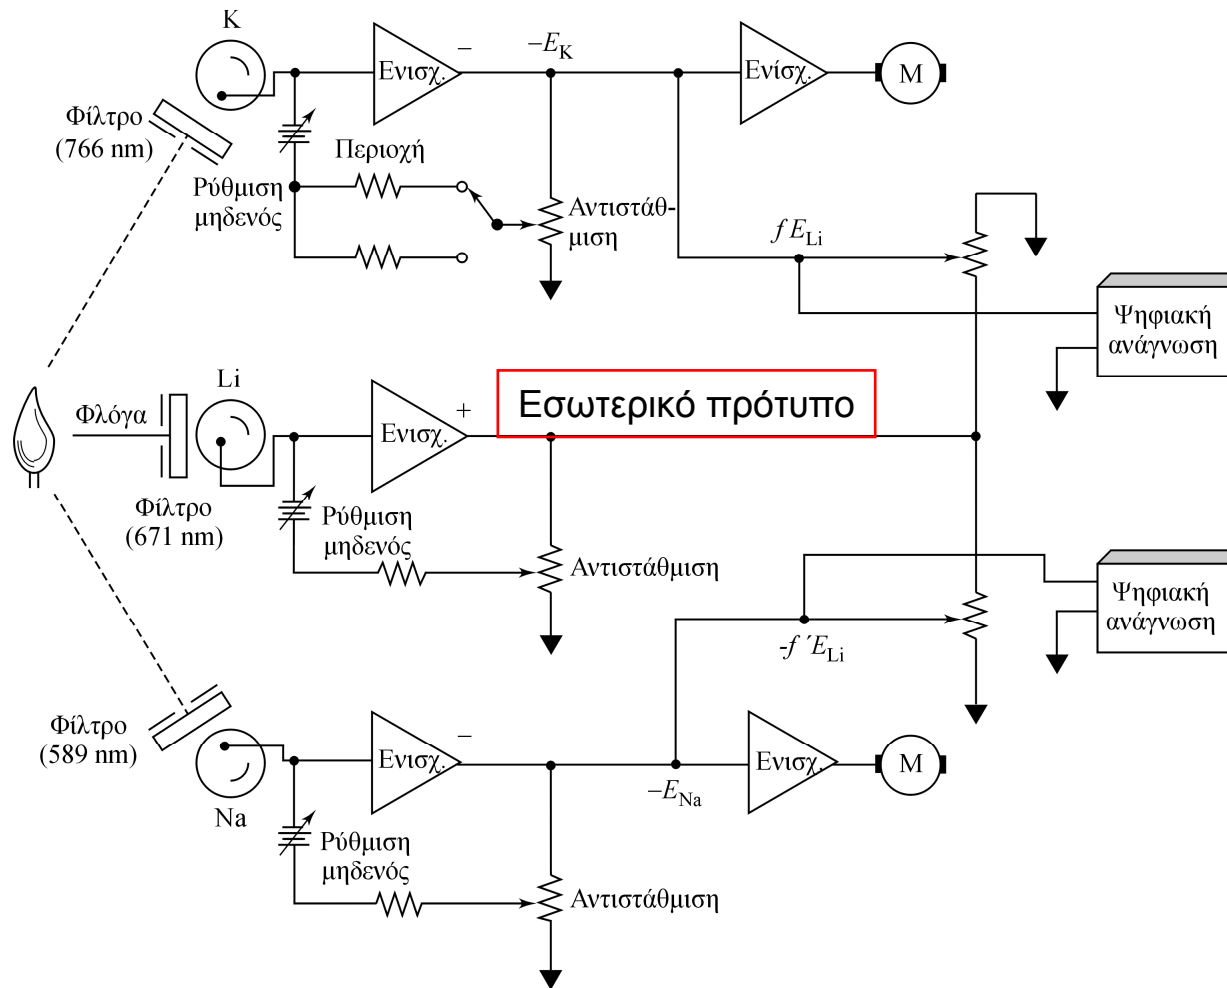 K
Ενισχ.
−
−E_K
Ενίσχ.
M
Φίλτρο
(766 nm)
Περιοχή
Ρύθμιση
μηδενός
Αντιστάθ-
μιση
f E_Li
Ψηφιακή
ανάγνωση
Φλόγα
Li
Ενισχ.
+
Εσωτερικό πρότυπο
Φίλτρο
(671 nm)
Ρύθμιση
μηδενός
Αντιστάθμιση
Ψηφιακή
ανάγνωση
-f ′E_Li
Φίλτρο
(589 nm)
Na
Ενισχ.
−
−E_Na
Ενισχ.
M
Ρύθμιση
μηδενός
Αντιστάθμιση